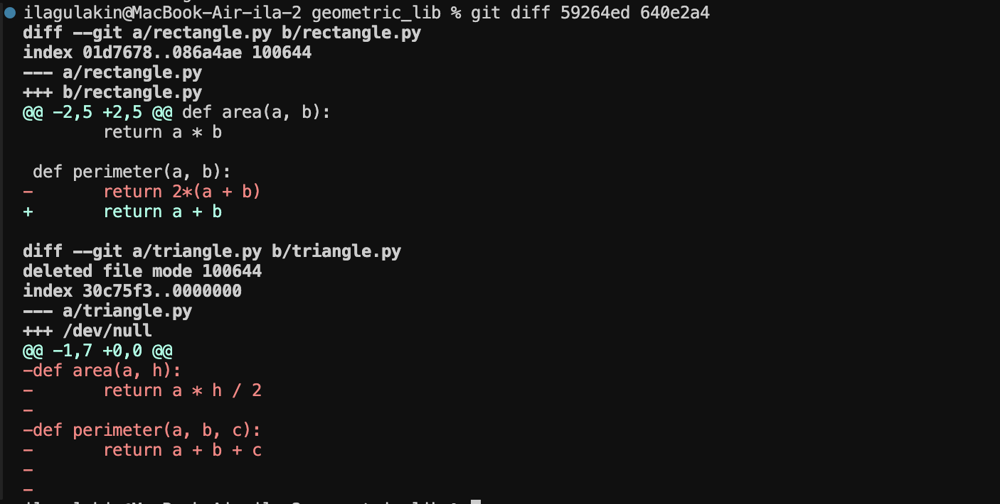 ilagulakin@MacBook-Air-ila-2 geometric_lib % git diff 59264ed 640e2a4
diff --git a/rectangle.py b/rectangle.py
index 01d7678..086a4ae 100644
--- a/rectangle.py
+++ b/rectangle.py
@@ -2,5 +2,5 @@ def area(a, b):
        return a * b

 def perimeter(a, b):
-       return 2*(a + b)
+       return a + b

diff --git a/triangle.py b/triangle.py
deleted file mode 100644
index 30c75f3..0000000
--- a/triangle.py
+++ /dev/null
@@ -1,7 +0,0 @@
-def area(a, h):
-       return a * h / 2
-
-def perimeter(a, b, c):
-       return a + b + c
-
-